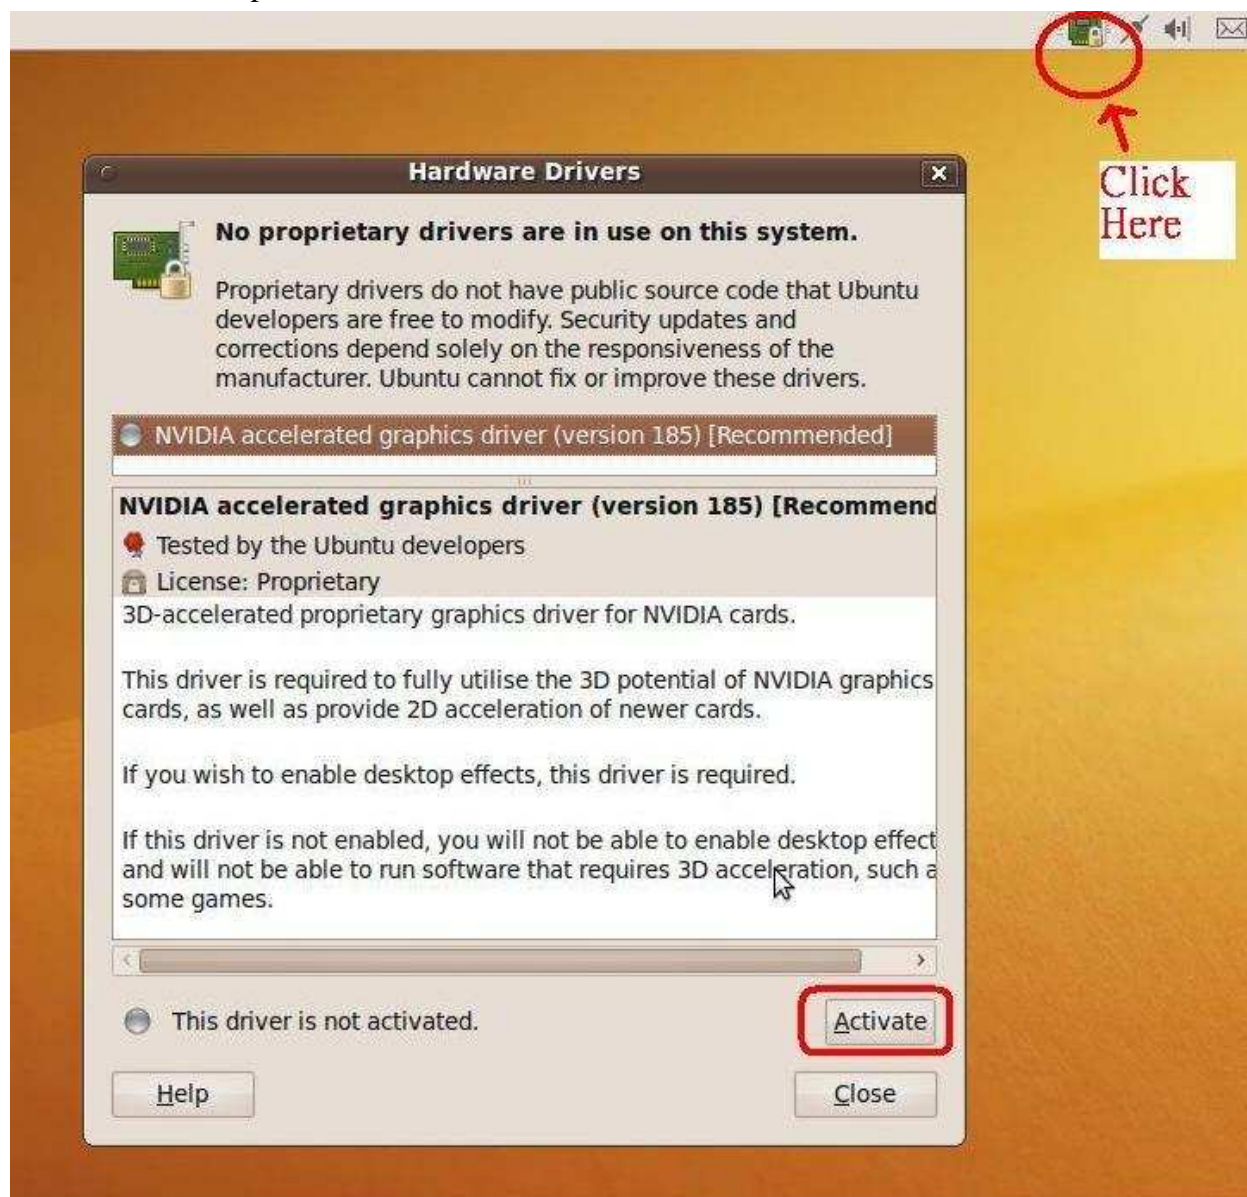 Click
Here
Hardware Drivers
No proprietary drivers are in use on this system.
Proprietary drivers do not have public source code that Ubuntu
developers are free to modify. Security updates and
corrections depend solely on the responsiveness of the
manufacturer. Ubuntu cannot fix or improve these drivers.
NVIDIA accelerated graphics driver (version 185) [Recommended]
NVIDIA accelerated graphics driver (version 185) [Recommend
Tested by the Ubuntu developers
License: Proprietary
3D-accelerated proprietary graphics driver for NVIDIA cards.
This driver is required to fully utilise the 3D potential of NVIDIA graphics
cards, as well as provide 2D acceleration of newer cards.
If you wish to enable desktop effects, this driver is required.
If this driver is not enabled, you will not be able to enable desktop effect
and will not be able to run software that requires 3D acceleration, such a
some games.
This driver is not activated.
Activate
Help
Close